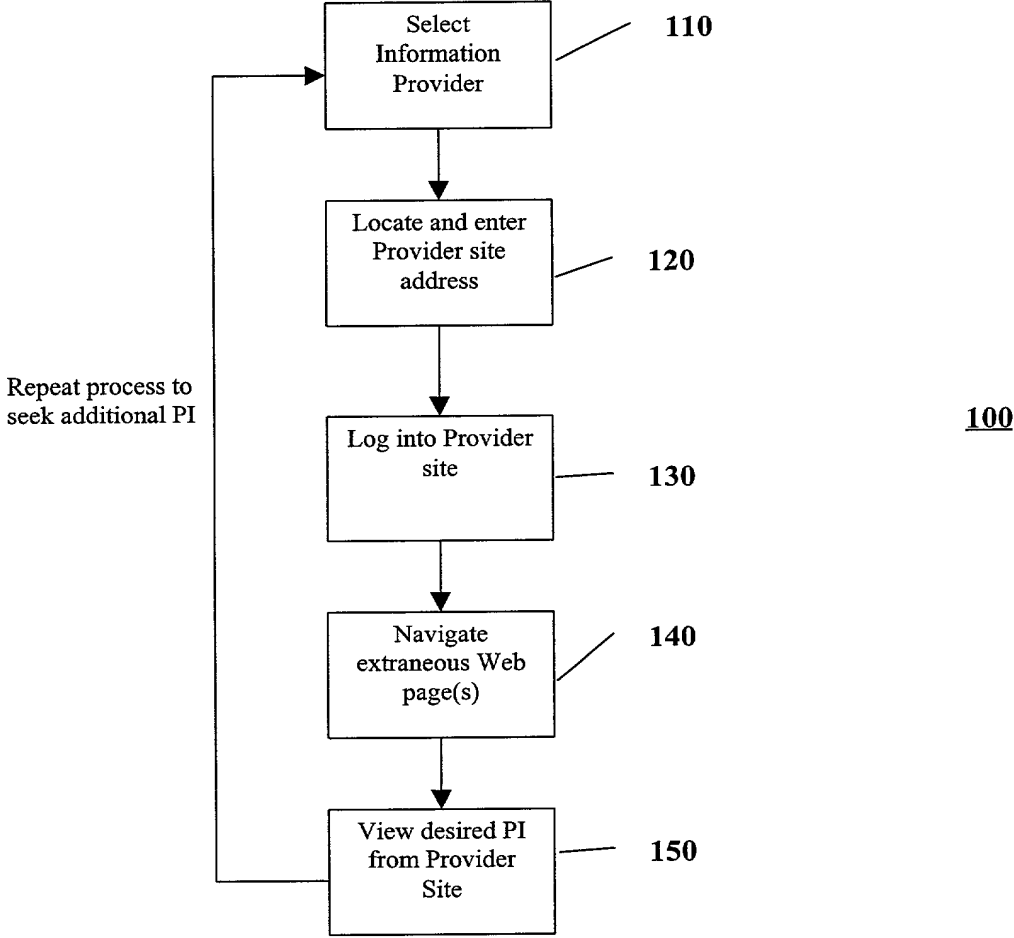 Select
Information
Provider
110
Locate and enter
Provider site
address
120
Repeat process to
seek additional PI
100
Log into Provider
site
130
Navigate
extraneous Web
page(s)
140
View desired PI
from Provider
Site
150